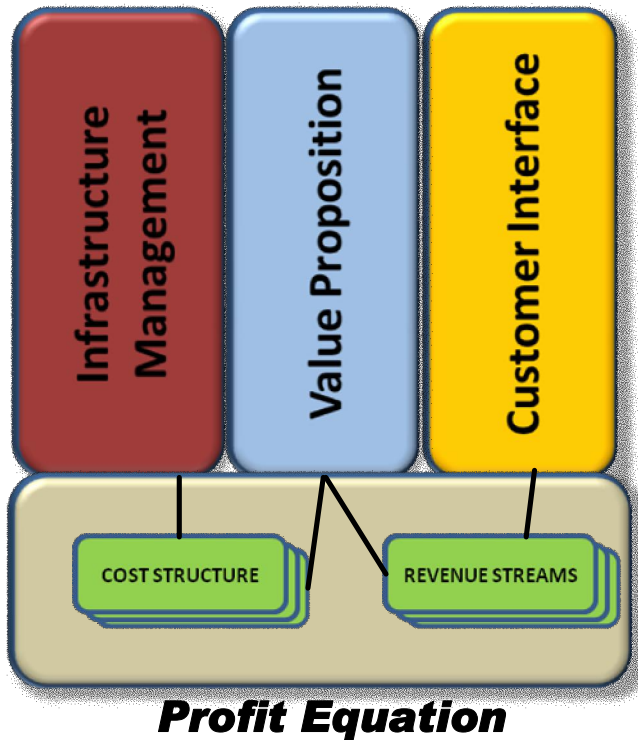 Infrastructure
Management
Value Proposition
Customer Interface
COST STRUCTURE
REVENUE STREAMS
Profit Equation